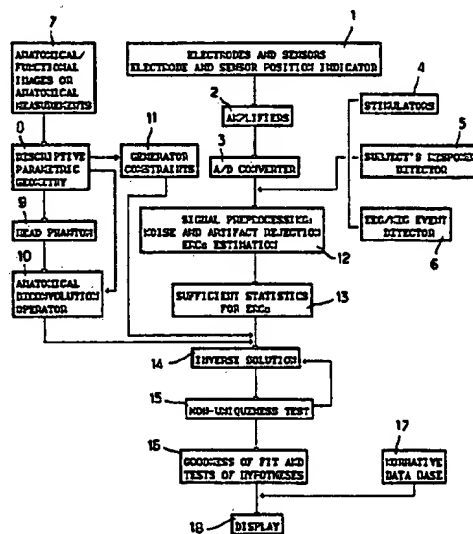 7
ANATOMICAL/
FUNCTIONAL
IMAGES OR
ANATOMICAL
MEASUREMENTS
1
ELECTRODES AND SENSORS
ELECTRODE AND SENSOR POSITION INDICATOR
2
AMPLIFIERS
3
A/D CONVERTER
4
STIMULATORS
5
SUBJECT'S RESPONSE
DETECTOR
EEG/MEG EVENT
DETECTOR
6
8
DISCRIPTIVE
PARAMETRIC
GEOMETRY
11
GENERATOR
CONSTRAINTS
9
HEAD PHANTOM
10
ANATOMICAL
DECONVOLUTION
OPERATOR
SIGNAL PREPROCESSING:
NOISE AND ARTIFACT REJECTION
ERCs ESTIMATION
12
SUFFICIENT STATISTICS
FOR ERCs
13
14
INVERSE SOLUTION
15
NON-UNIQUENESS TEST
16
GOODNESS OF FIT AND
TESTS OF HYPOTHESES
17
NORMATIVE
DATA BASE
18
DISPLAY